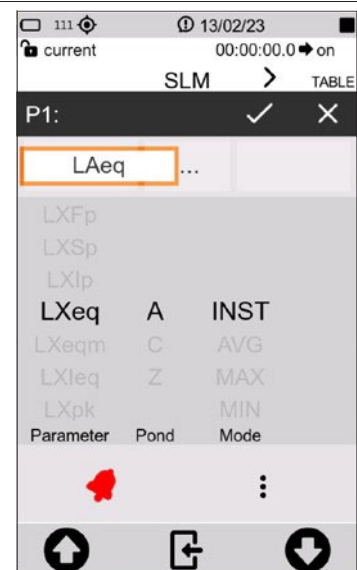 111 13/02/23
current 00:00:00.0 on
SLM > TABLE
P1:
LAeq ...
LXFp
LXSp
LXIp
LXeq A INST
LXeqm C AVG
LXIeq Z MAX
LXpk MIN
Parameter Pond Mode